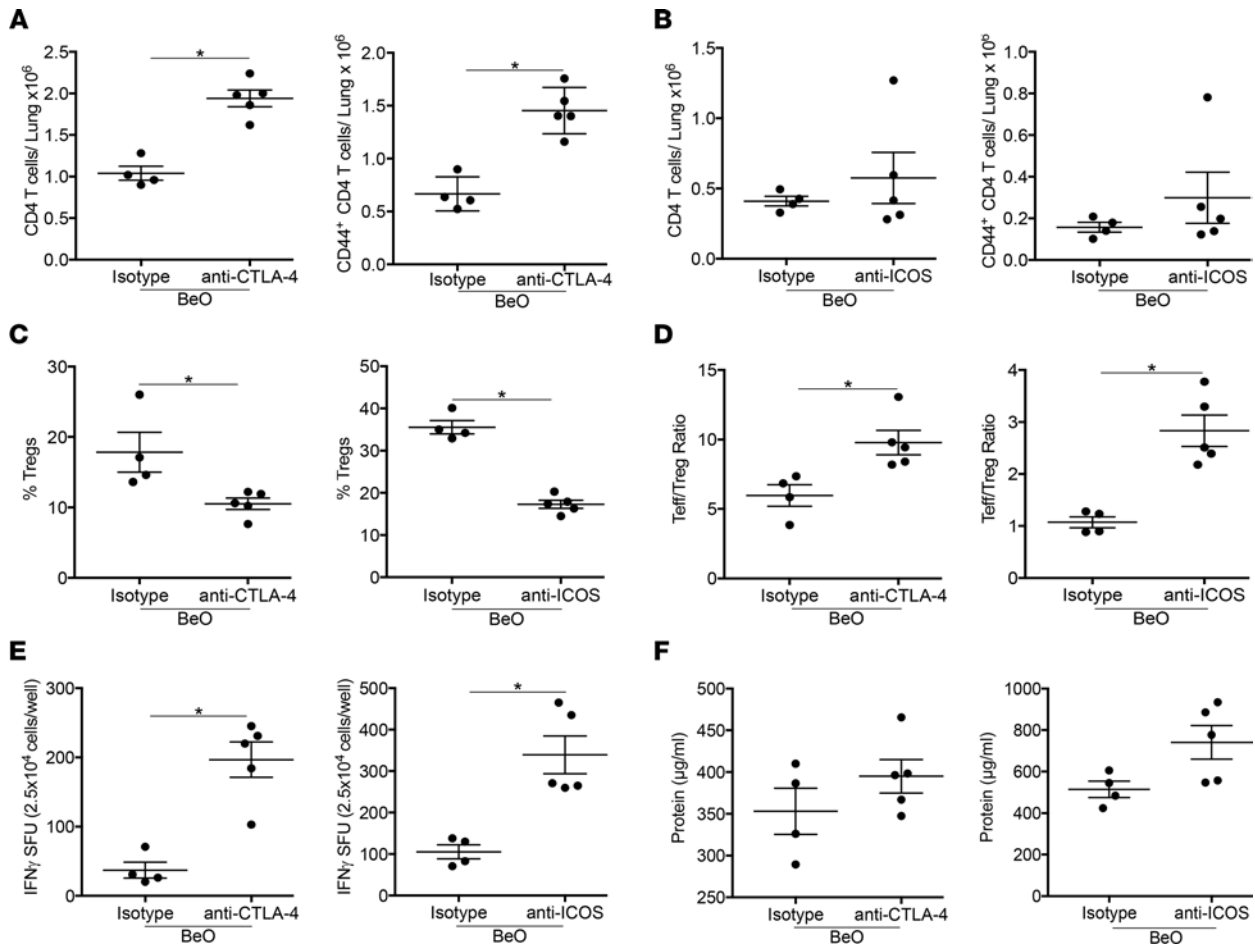 A
CD4 T cells/ Lung x10⁶
2.5
2.0
1.5
1.0
0.5
0.0
*
Isotype anti-CTLA-4
BeO
CD44⁺ CD4 T cells/ Lung x 10⁶
2.0
1.5
1.0
0.5
0.0
*
Isotype anti-CTLA-4
BeO
B
CD4 T cells/ Lung x 10⁶
1.5
1.0
0.5
0.0
Isotype anti-ICOS
BeO
CD44⁺ CD4 T cells/ Lung x 10⁶
1.0
0.8
0.6
0.4
0.2
0.0
Isotype anti-ICOS
BeO
C
% Tregs
30
20
10
0
*
Isotype anti-CTLA-4
BeO
% Tregs
50
40
30
20
10
0
*
Isotype anti-ICOS
BeO
D
Teff/Treg Ratio
15
10
5
0
*
Isotype anti-CTLA-4
BeO
Teff/Treg Ratio
4
3
2
1
0
*
Isotype anti-ICOS
BeO
E
IFNγ SFU (2.5x10⁴ cells/well)
300
200
100
0
*
Isotype anti-CTLA-4
BeO
IFNγ SFU (2.5x10⁴ cells/well)
500
400
300
200
100
0
*
Isotype anti-ICOS
BeO
F
Protein (µg/ml)
500
450
400
350
300
250
Isotype anti-CTLA-4
BeO
Protein (µg/ml)
1000
800
600
400
200
0
Isotype anti-ICOS
BeO